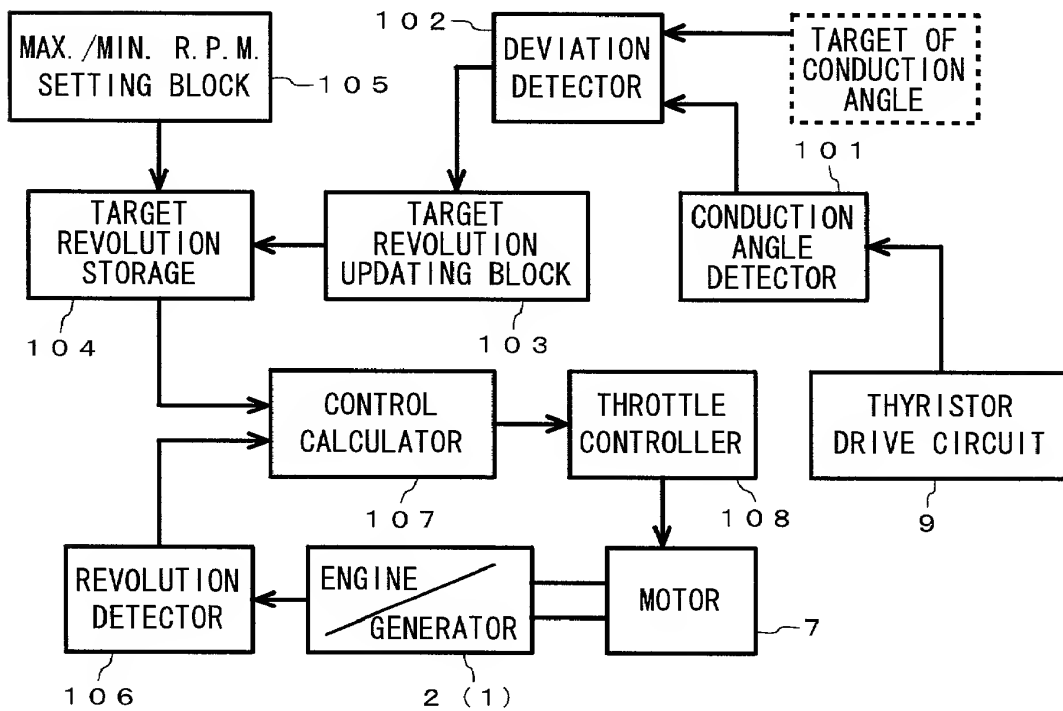 MAX./MIN. R.P.M.
SETTING BLOCK
105
102
DEVIATION
DETECTOR
TARGET OF
CONDUCTION
ANGLE
101
TARGET
REVOLUTION
STORAGE
104
TARGET
REVOLUTION
UPDATING BLOCK
103
CONDUCTION
ANGLE
DETECTOR
CONTROL
CALCULATOR
107
THROTTLE
CONTROLLER
108
THYRISTOR
DRIVE CIRCUIT
9
REVOLUTION
DETECTOR
106
ENGINE
GENERATOR
2 (1)
MOTOR
7